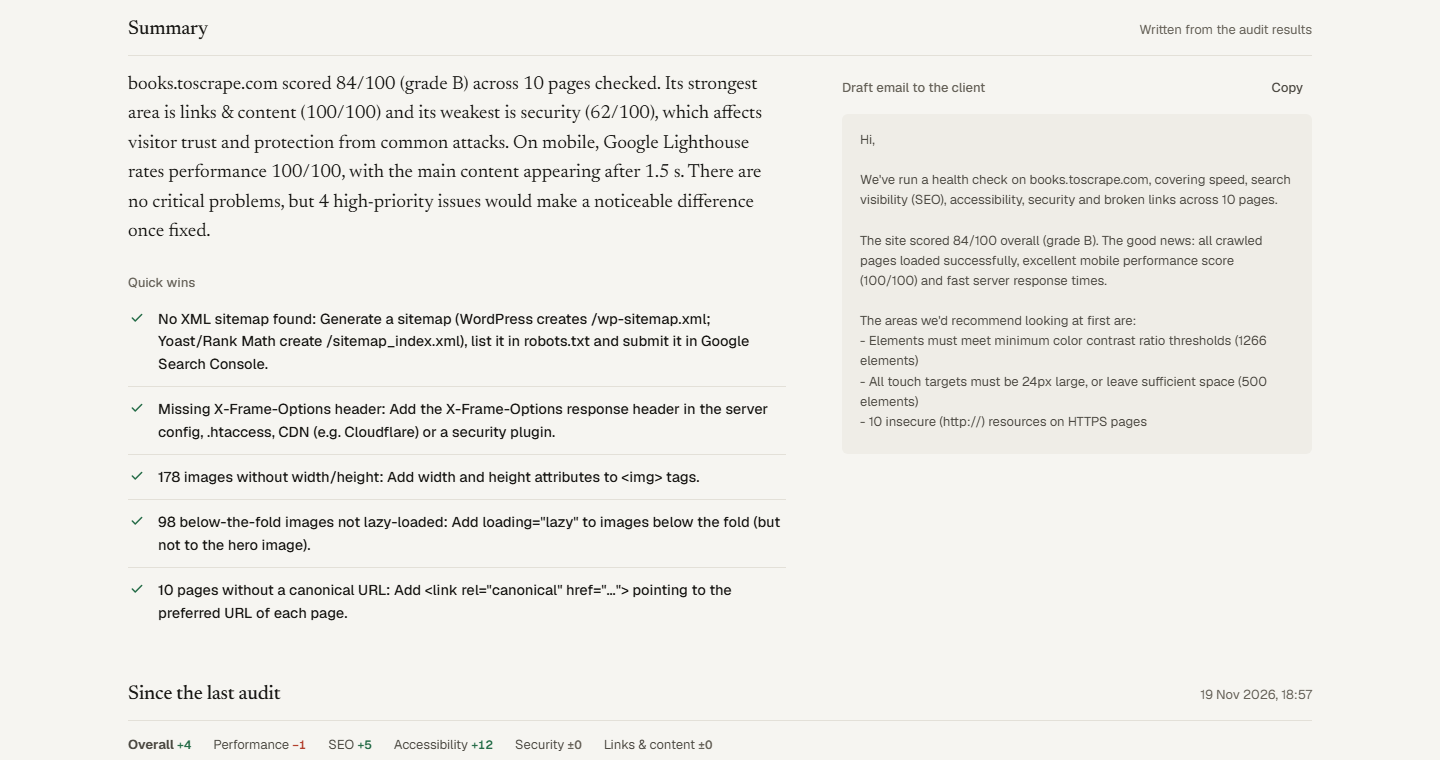 Summary
Written from the audit results
books.toscrape.com scored 84/100 (grade B) across 10 pages checked. Its strongest
area is links & content (100/100) and its weakest is security (62/100), which affects
visitor trust and protection from common attacks. On mobile, Google Lighthouse
rates performance 100/100, with the main content appearing after 1.5 s. There are
no critical problems, but 4 high-priority issues would make a noticeable difference
once fixed.
Quick wins
No XML sitemap found: Generate a sitemap (WordPress creates /wp-sitemap.xml;
Yoast/Rank Math create /sitemap_index.xml), list it in robots.txt and submit it in Google
Search Console.
Missing X-Frame-Options header: Add the X-Frame-Options response header in the server
config, .htaccess, CDN (e.g. Cloudflare) or a security plugin.
178 images without width/height: Add width and height attributes to <img> tags.
98 below-the-fold images not lazy-loaded: Add loading="lazy" to images below the fold (but
not to the hero image).
10 pages without a canonical URL: Add <link rel="canonical" href="…"> pointing to the
preferred URL of each page.
Draft email to the client
Copy
Hi,
We've run a health check on books.toscrape.com, covering speed, search
visibility (SEO), accessibility, security and broken links across 10 pages.
The site scored 84/100 overall (grade B). The good news: all crawled
pages loaded successfully, excellent mobile performance score
(100/100) and fast server response times.
The areas we'd recommend looking at first are:
- Elements must meet minimum color contrast ratio thresholds (1266
elements)
- All touch targets must be 24px large, or leave sufficient space (500
elements)
- 10 insecure (http://) resources on HTTPS pages
Since the last audit
19 Nov 2026, 18:57
Overall +4
Performance −1
SEO +5
Accessibility +12
Security ±0
Links & content ±0